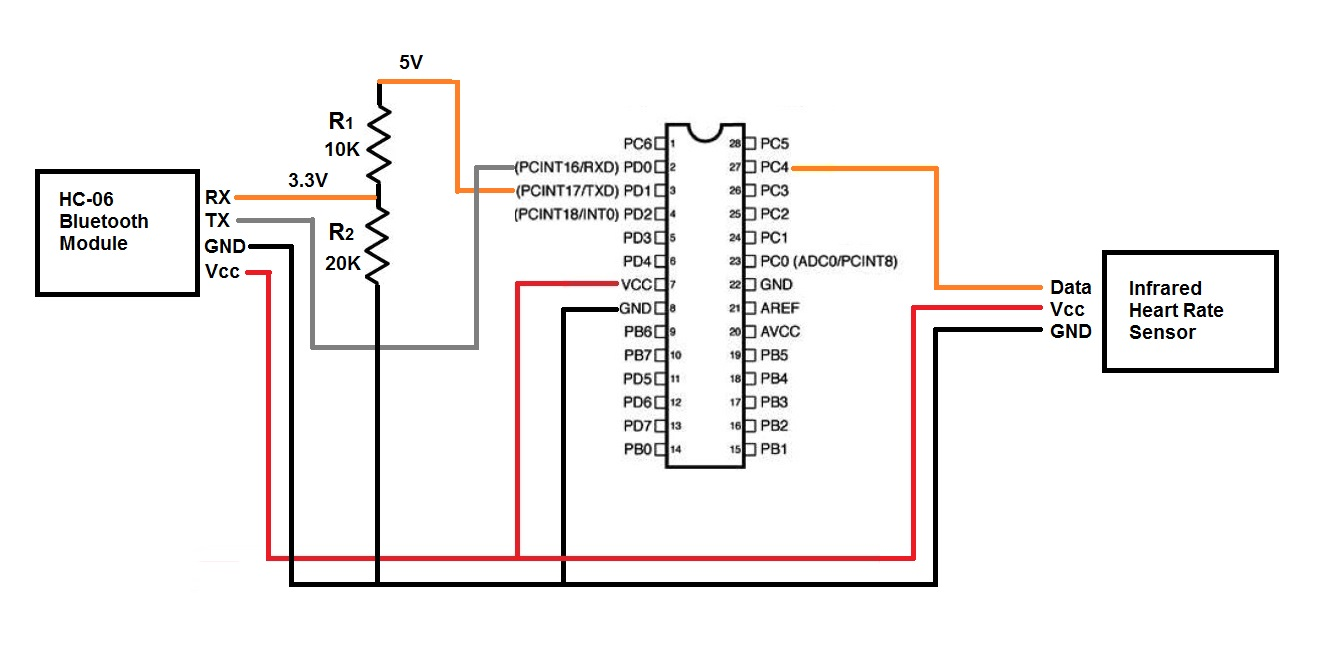 5V
R1
10K
3.3V
HC-06
Bluetooth
Module
RX
TX
GND
Vcc
R2
20K
PC6 1
(PCINT16/RXD) PD0 2
(PCINT17/TXD) PD1 3
(PCINT18/INT0) PD2 4
PD3 5
PD4 6
VCC 7
GND 8
PB6 9
PB7 10
PD5 11
PD6 12
PD7 13
PB0 14
28 PC5
27 PC4
26 PC3
25 PC2
24 PC1
23 PC0 (ADC0/PCINT8)
22 GND
21 AREF
20 AVCC
19 PB5
18 PB4
17 PB3
16 PB2
15 PB1
Data
Vcc
GND
Infrared
Heart Rate
Sensor